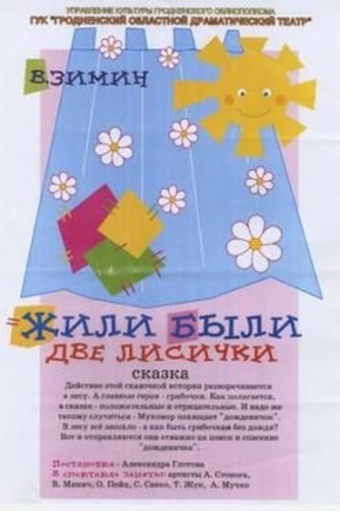 УПРАВЛЕНИЕ КУЛЬТУРЫ ГРОДНЕНСКОГО ОБЛИСПОЛКОМА
ГУК "ГРОДНЕНСКИЙ ОБЛАСТНОЙ ДРАМАТИЧЕСКИЙ ТЕАТР"
В.ЗИМИН
ЖИЛИ БЫЛИ
ДВЕ ЛИСИЧКИ
сказка
Действие этой сказочной истории разворачивается
в лесу. А главные герои - грибочки. Как полагается,
в сказке - положительные и отрицательные. И надо же
такому случиться - Мухомор похищает "дождевичок".
В лесу всё засохло - а как быть грибочкам без дождя?
Вот и отправляются они отважно на поиск и спасение
"дождевичка".
Постановка - Александра Глотова
В спектакле заняты: артисты А. Стонога,
В. Макич, О. Пейц, С. Савко, Т. Жук, А. Мучко